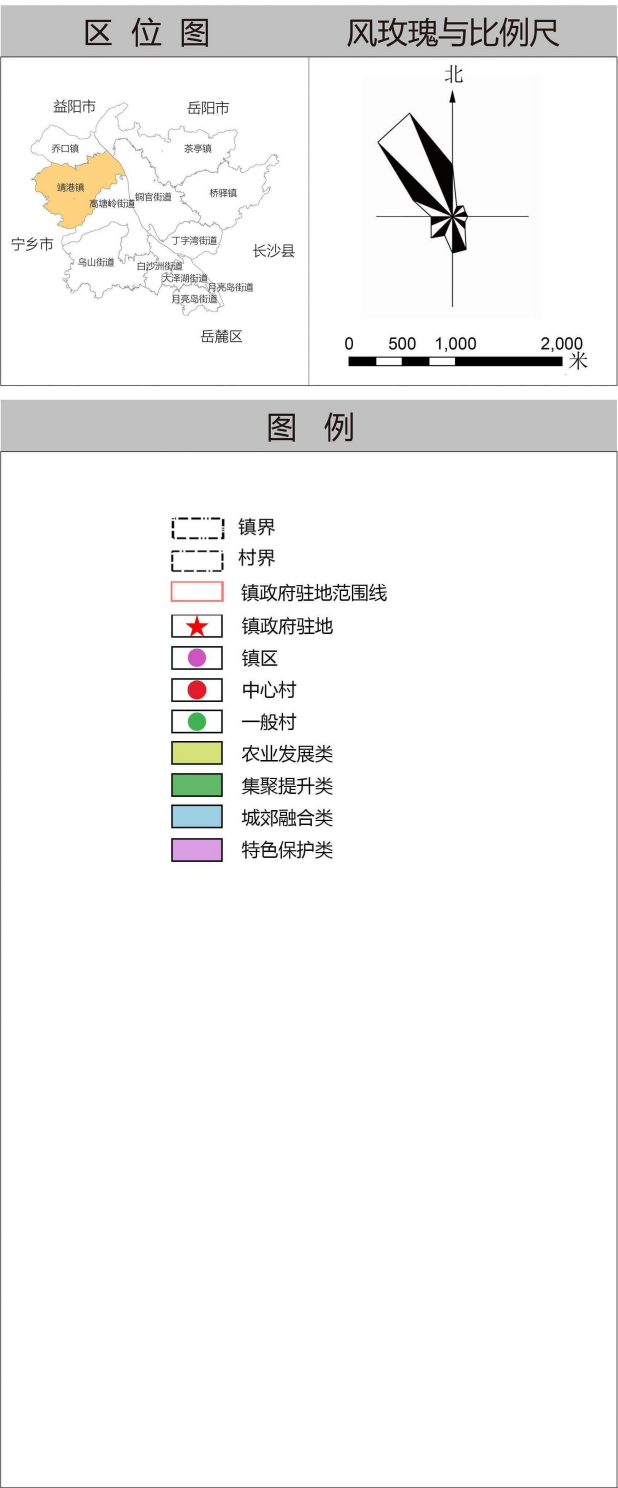 区位图
风玫瑰与比例尺
益阳市
岳阳市
乔口镇
茶亭镇
靖港镇
桥驿镇
铜官街道
高塘岭街道
宁乡市
丁字湾街道
长沙县
乌山街道
白沙洲街道
大泽湖街道
月亮岛街道
月亮岛街道
岳麓区
北
0 500 1,000 2,000
米
图例
镇界
村界
镇政府驻地范围线
镇政府驻地
镇区
中心村
一般村
农业发展类
集聚提升类
城郊融合类
特色保护类